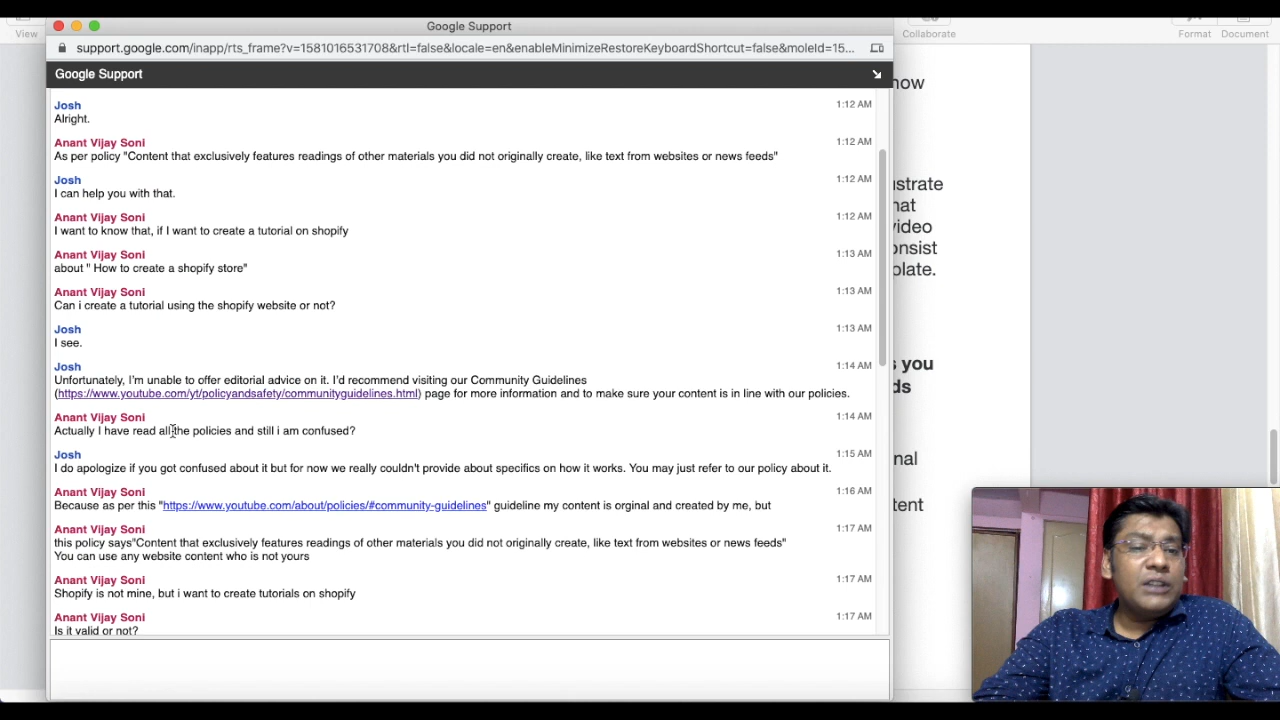 View
Google Support
Collaborate
Format
Document
support.google.com/inapp/rts_frame?v=1581016531708&rtl=false&locale=en&enableMinimizeRestoreKeyboardShortcut=false&moleId=15...
Google Support
Josh 1:12 AM
Alright.
Anant Vijay Soni 1:12 AM
As per policy "Content that exclusively features readings of other materials you did not originally create, like text from websites or news feeds"
Josh 1:12 AM
I can help you with that.
Anant Vijay Soni 1:12 AM
I want to know that, if I want to create a tutorial on shopify
Anant Vijay Soni 1:13 AM
about " How to create a shopify store"
Anant Vijay Soni 1:13 AM
Can i create a tutorial using the shopify website or not?
Josh 1:13 AM
I see.
Josh 1:14 AM
Unfortunately, I'm unable to offer editorial advice on it. I'd recommend visiting our Community Guidelines
(https://www.youtube.com/yt/policyandsafety/communityguidelines.html) page for more information and to make sure your content is in line with our policies.
Anant Vijay Soni 1:14 AM
Actually I have read all the policies and still i am confused?
Josh 1:15 AM
I do apologize if you got confused about it but for now we really couldn't provide about specifics on how it works. You may just refer to our policy about it.
Anant Vijay Soni 1:16 AM
Because as per this "https://www.youtube.com/about/policies/#community-guidelines" guideline my content is orginal and created by me, but
Anant Vijay Soni 1:17 AM
this policy says"Content that exclusively features readings of other materials you did not originally create, like text from websites or news feeds"
You can use any website content who is not yours
Anant Vijay Soni 1:17 AM
Shopify is not mine, but i want to create tutorials on shopify
Anant Vijay Soni 1:17 AM
Is it valid or not?
now
ustrate
hat
video
onsist
plate.
s you
ds
nal
tent